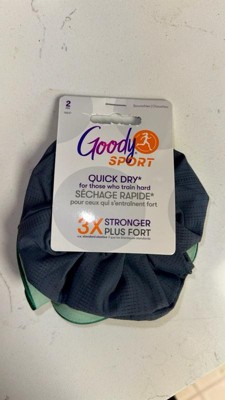 2
Goody
SPORT
QUICK DRY*
for those who train hard
SÉCHAGE RAPIDE*
pour ceux qui s'entraînent fort
3X STRONGER
PLUS FORT